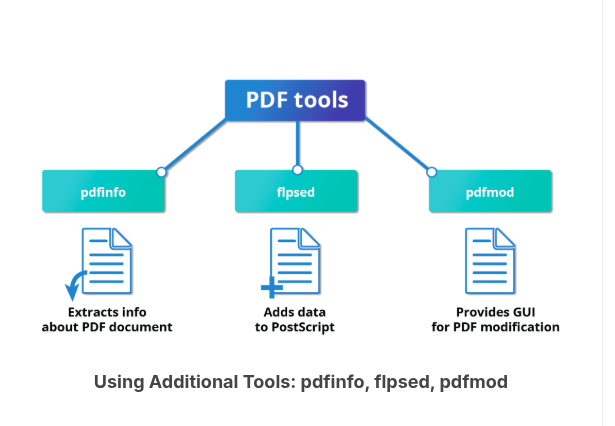 PDF tools
pdfinfo
flpsed
pdfmod
Extracts info
about PDF document
Adds data
to PostScript
Provides GUI
for PDF modification
Using Additional Tools: pdfinfo, flpsed, pdfmod